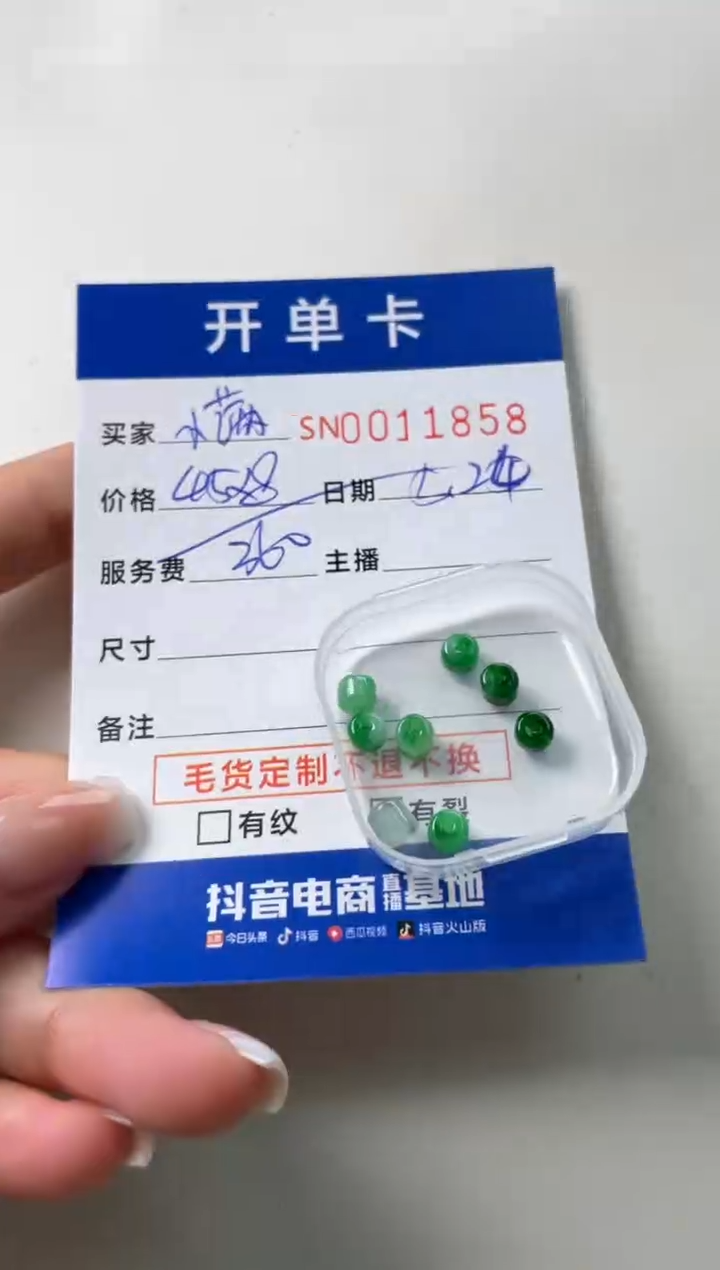 开单卡
买家 SN0011858
价格 4528 日期
服务费 260 主播
尺寸
备注
毛货定制不退不换
有纹 有裂
抖音电商直播基地
今日头条 抖音 西瓜视频 抖音火山版